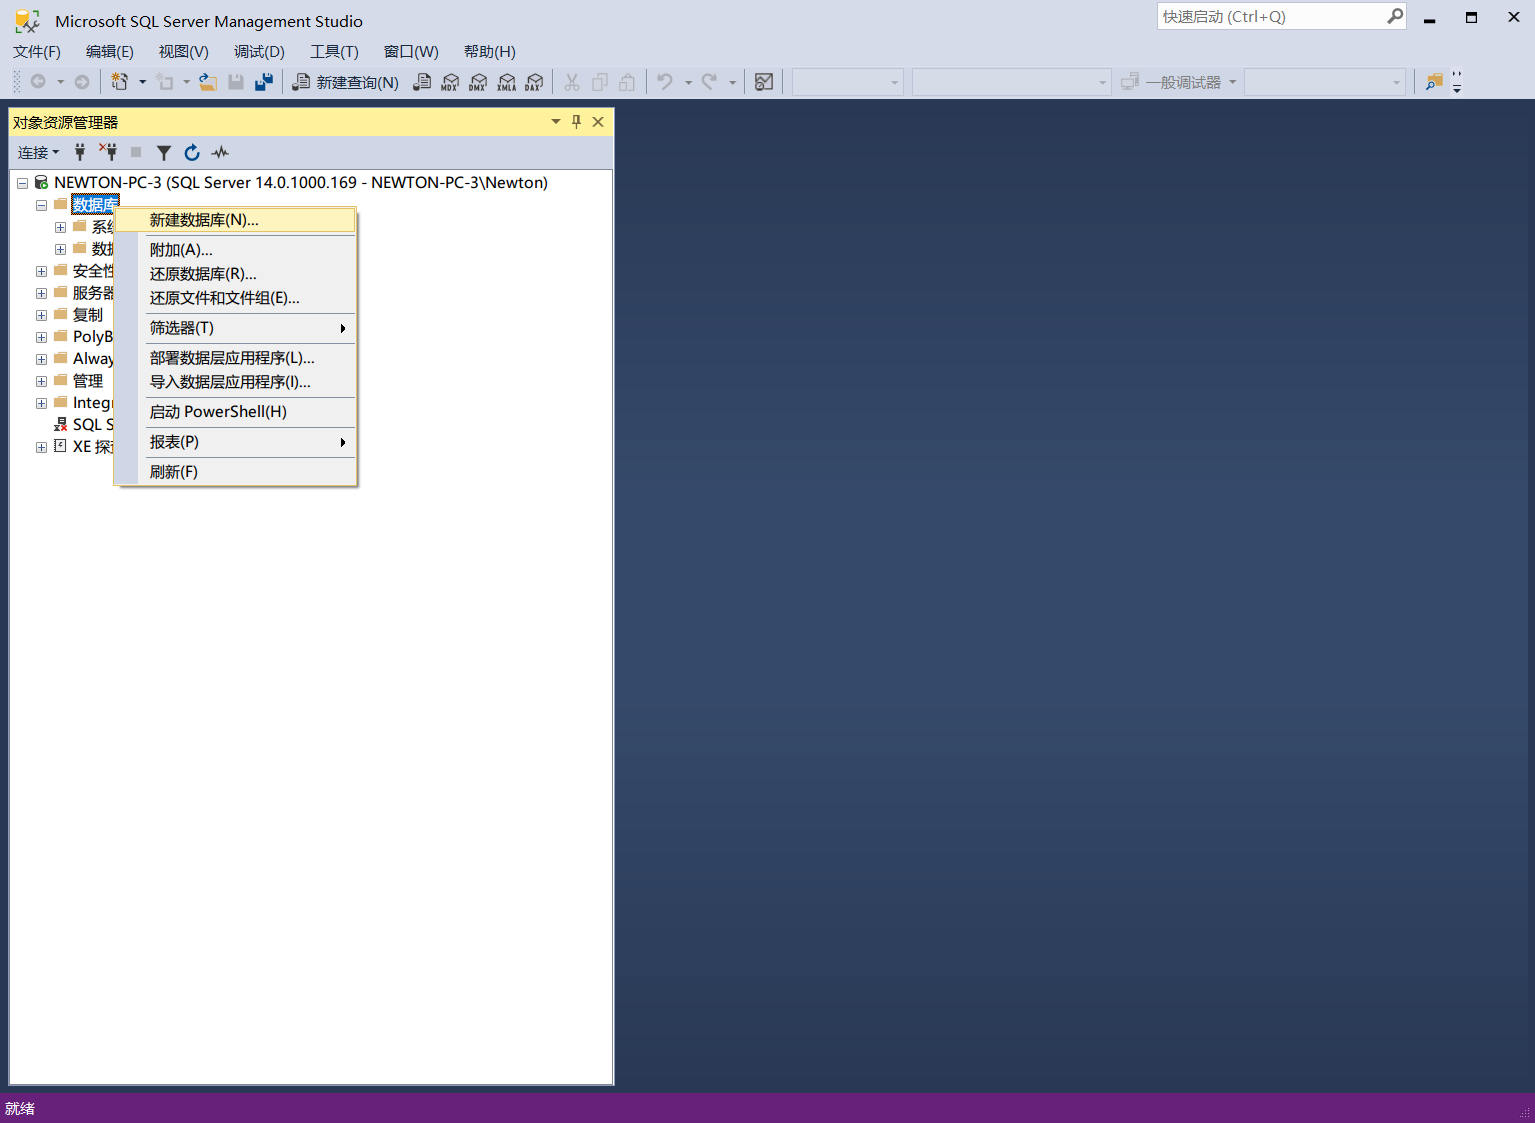 Microsoft SQL Server Management Studio
快速启动 (Ctrl+Q)
文件(F) 编辑(E) 视图(V) 调试(D) 工具(T) 窗口(W) 帮助(H)
新建查询(N) MDX DMX XMLA DAX 一般调试器
对象资源管理器
连接
NEWTON-PC-3 (SQL Server 14.0.1000.169 - NEWTON-PC-3\Newton)
数据库
系统
数据
安全性
服务器
复制
PolyB
Alway
管理
Integr
SQL S
XE 探查
新建数据库(N)...
附加(A)...
还原数据库(R)...
还原文件和文件组(E)...
筛选器(T)
部署数据层应用程序(L)...
导入数据层应用程序(I)...
启动 PowerShell(H)
报表(P)
刷新(F)
就绪